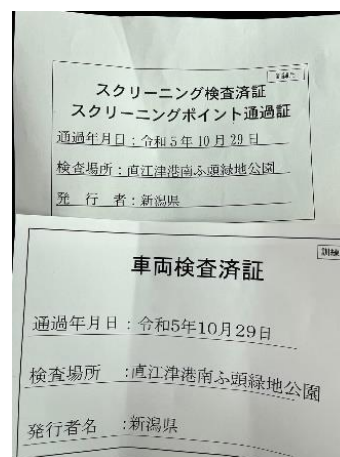 訓練
スクリーニング検査済証
スクリーニングポイント通過証
通過年月日：令和5年10月29日
検査場所：直江津港南ふ頭緑地公園
発行者：新潟県
訓練
車両検査済証
通過年月日：令和5年10月29日
検査場所：直江津港南ふ頭緑地公園
発行者名：新潟県